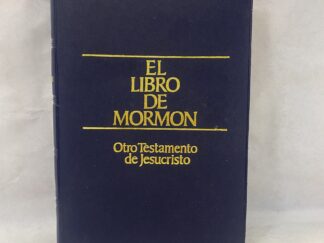 EL
LIBRO
DE
MORMON
Otro Testamento
de Jesucristo